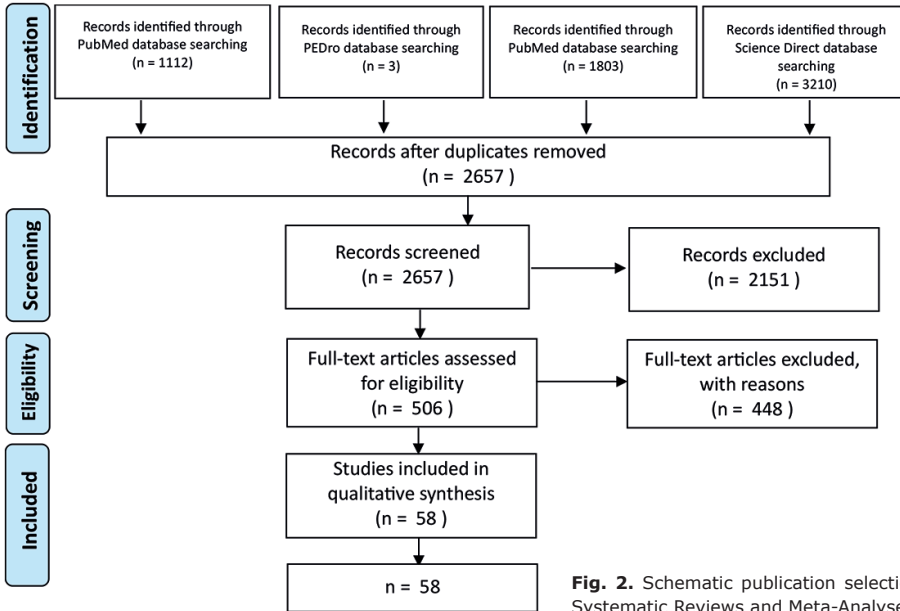 Identification
Records identified through
PubMed database searching
(n = 1112)
Records identified through
PEDro database searching
(n = 3)
Records identified through
PubMed database searching
(n = 1803)
Records identified through
Science Direct database
searching
(n = 3210)
Records after duplicates removed
(n = 2657 )
Screening
Records screened
(n = 2657 )
Records excluded
(n = 2151 )
Eligibility
Full-text articles assessed
for eligibility
(n = 506 )
Full-text articles excluded,
with reasons
(n = 448 )
Included
Studies included in
qualitative synthesis
(n = 58 )
n = 58
Fig. 2. Schematic publication selecti
Systematic Reviews and Meta-Analyse